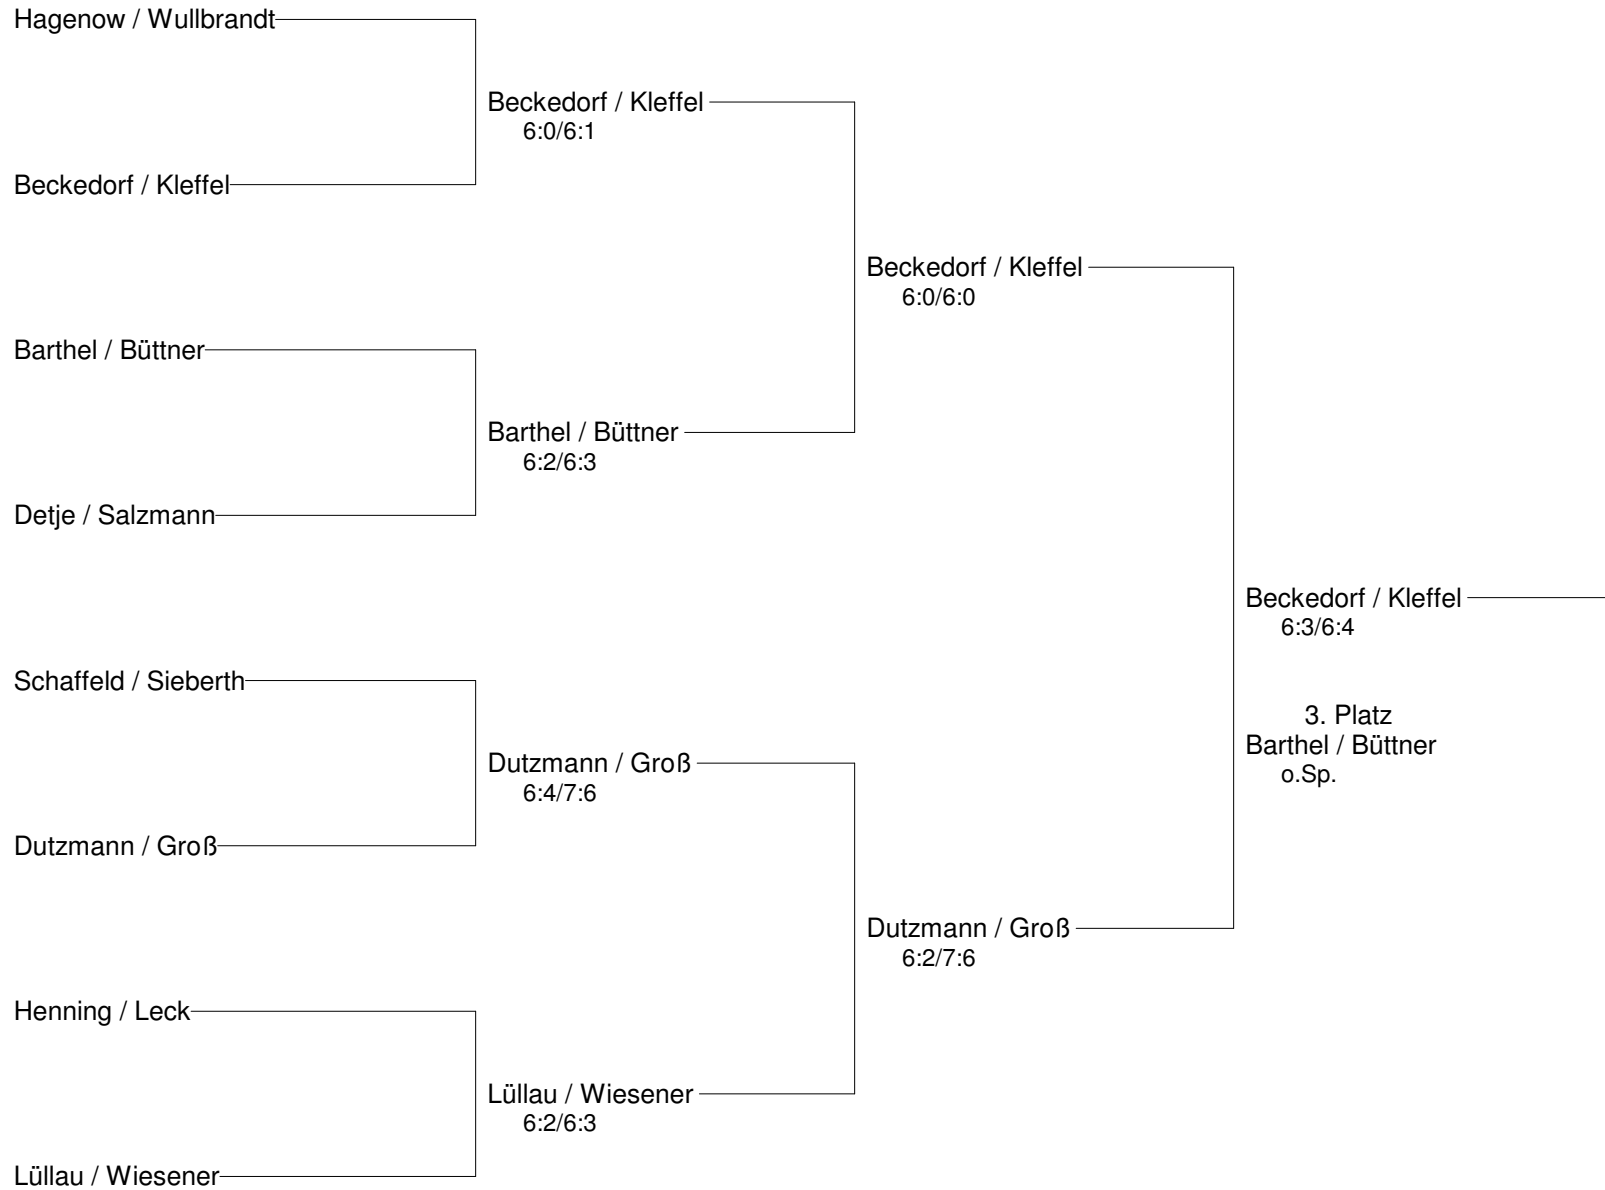 Hagenow / Wullbrandt
Beckedorf / Kleffel
6:0/6:1
Beckedorf / Kleffel
Beckedorf / Kleffel
6:0/6:0
Barthel / Büttner
Barthel / Büttner
6:2/6:3
Detje / Salzmann
Beckedorf / Kleffel
6:3/6:4
Schaffeld / Sieberth
3. Platz
Barthel / Büttner
o.Sp.
Dutzmann / Groß
6:4/7:6
Dutzmann / Groß
Dutzmann / Groß
6:2/7:6
Henning / Leck
Lüllau / Wiesener
6:2/6:3
Lüllau / Wiesener